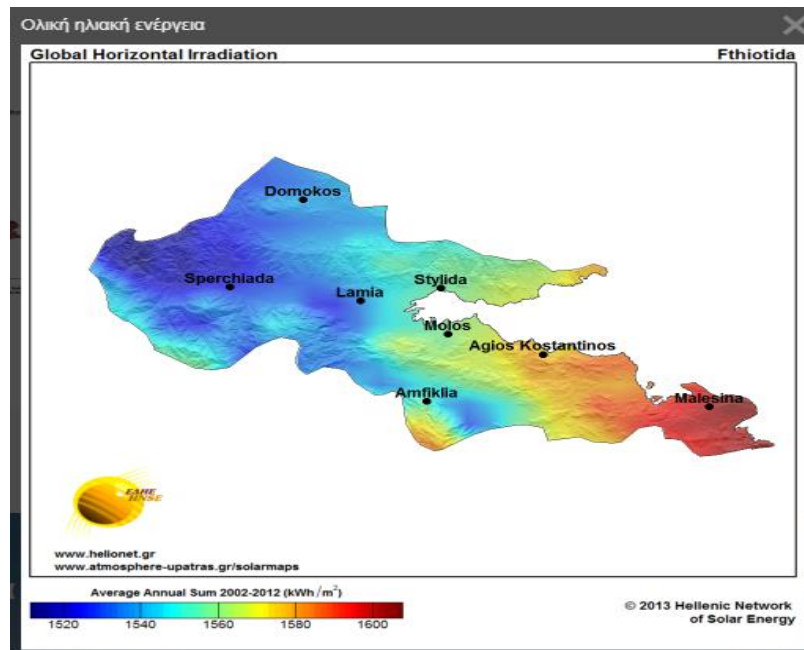 Ολική ηλιακή ενέργεια
Global Horizontal Irradiation Fthiotida
Domokos
Sperchiada
Lamia
Stylida
Molos
Agios Kostantinos
Amfiklia
Malesina
ΕΔΗΕ
HNSE
www.helionet.gr
www.atmosphere-upatras.gr/solarmaps
Average Annual Sum 2002-2012 (kWh/m²)
1520 1540 1560 1580 1600
© 2013 Hellenic Network
of Solar Energy